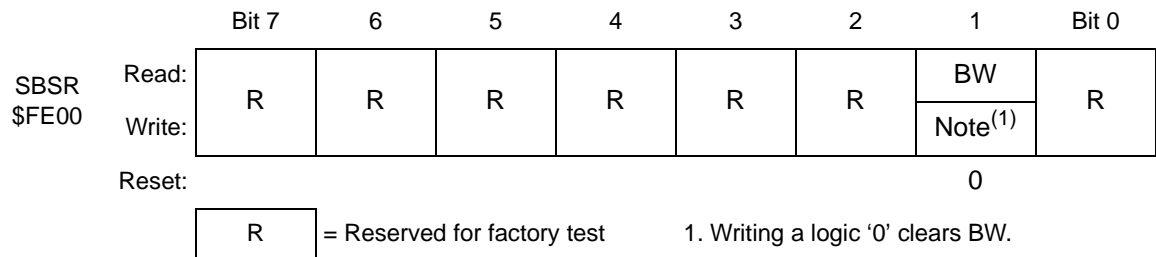 Bit 7 6 5 4 3 2 1 Bit 0
SBSR
$FE00
Read: R R R R R R BW R
Write: Note(1)
Reset: 0
R = Reserved for factory test 1. Writing a logic ‘0’ clears BW.